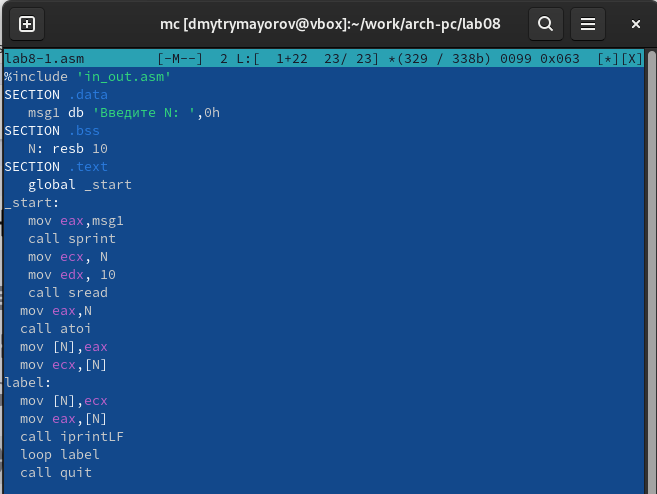 mc [dmytrymayorov@vbox]:~/work/arch-pc/lab08
lab8-1.asm [-M--] 2 L:[ 1+22 23/ 23] *(329 / 338b) 0099 0x063 [*][X]
%include 'in_out.asm'
SECTION .data
msg1 db 'Введите N: ',0h
SECTION .bss
N: resb 10
SECTION .text
global _start
_start:
mov eax,msg1
call sprint
mov ecx, N
mov edx, 10
call sread
mov eax,N
call atoi
mov [N],eax
mov ecx,[N]
label:
mov [N],ecx
mov eax,[N]
call iprintLF
loop label
call quit